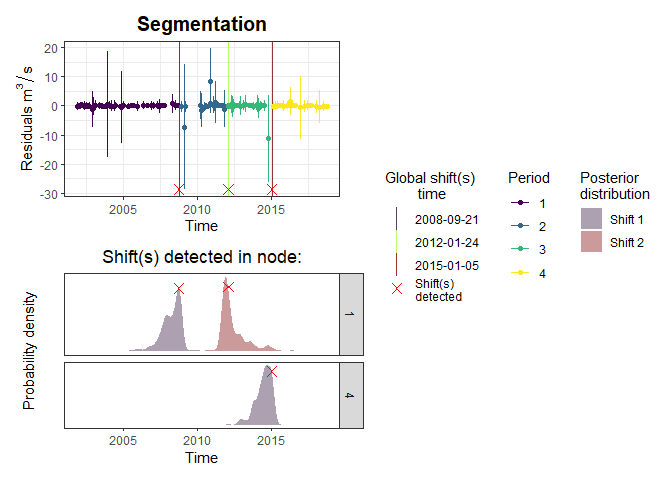 Segmentation
Residuals m³/s
20
10
0
-10
-20
-30
2005
2010
2015
Time
Shift(s) detected in node:
Probability density
1
4
2005
2010
2015
Time
Global shift(s)
time
2008-09-21
2012-01-24
2015-01-05
Shift(s)
detected
Period
1
2
3
4
Posterior
distribution
Shift 1
Shift 2